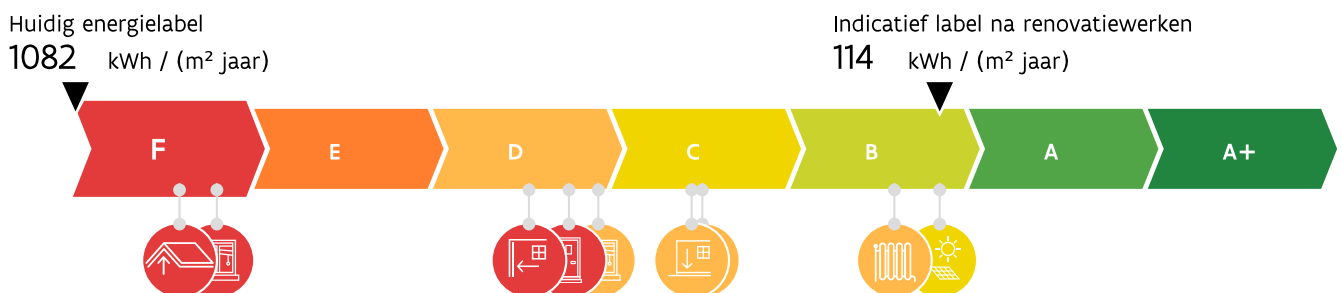 Huidig energielabel
1082 kWh / (m² jaar)
Indicatief label na renovatiewerken
114 kWh / (m² jaar)
F E D C B A A+